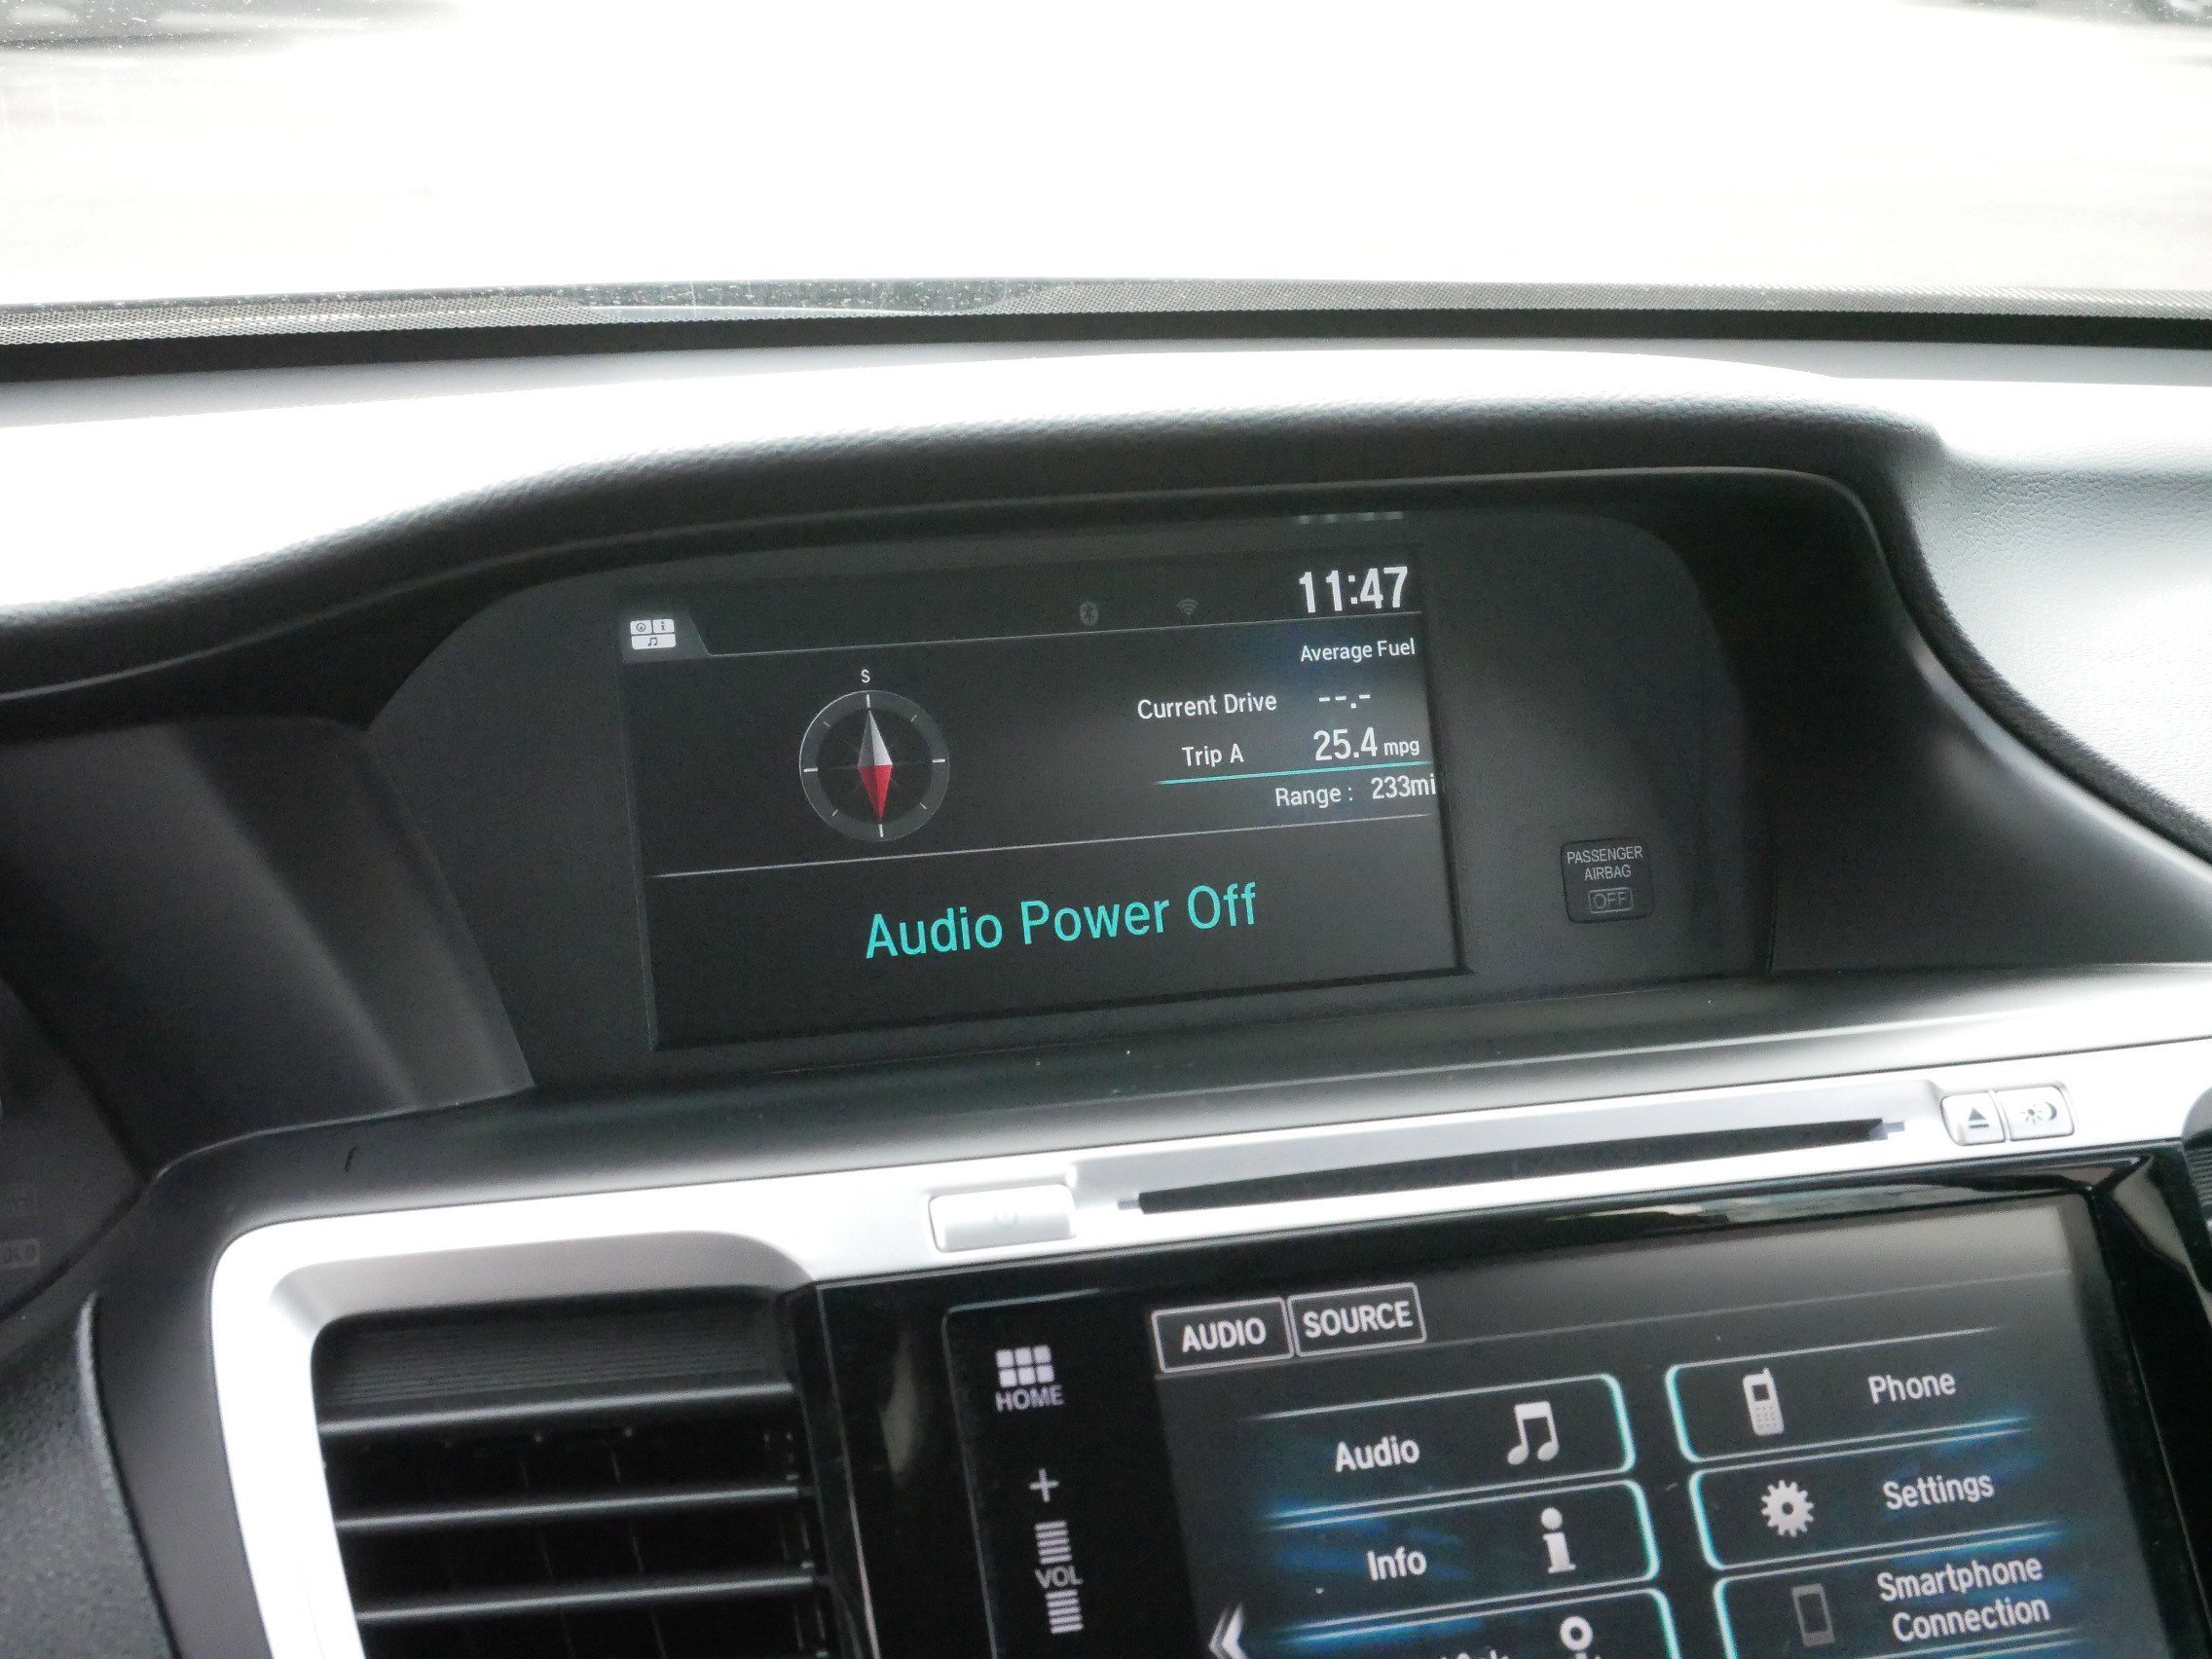 11:47
Average Fuel
S
Current Drive --.-
Trip A 25.4 mpg
Range : 233mi
Audio Power Off
PASSENGER
AIRBAG
OFF
AUDIO SOURCE
HOME
Audio
Phone
+
VOL
Info
Settings
Smartphone
Connection